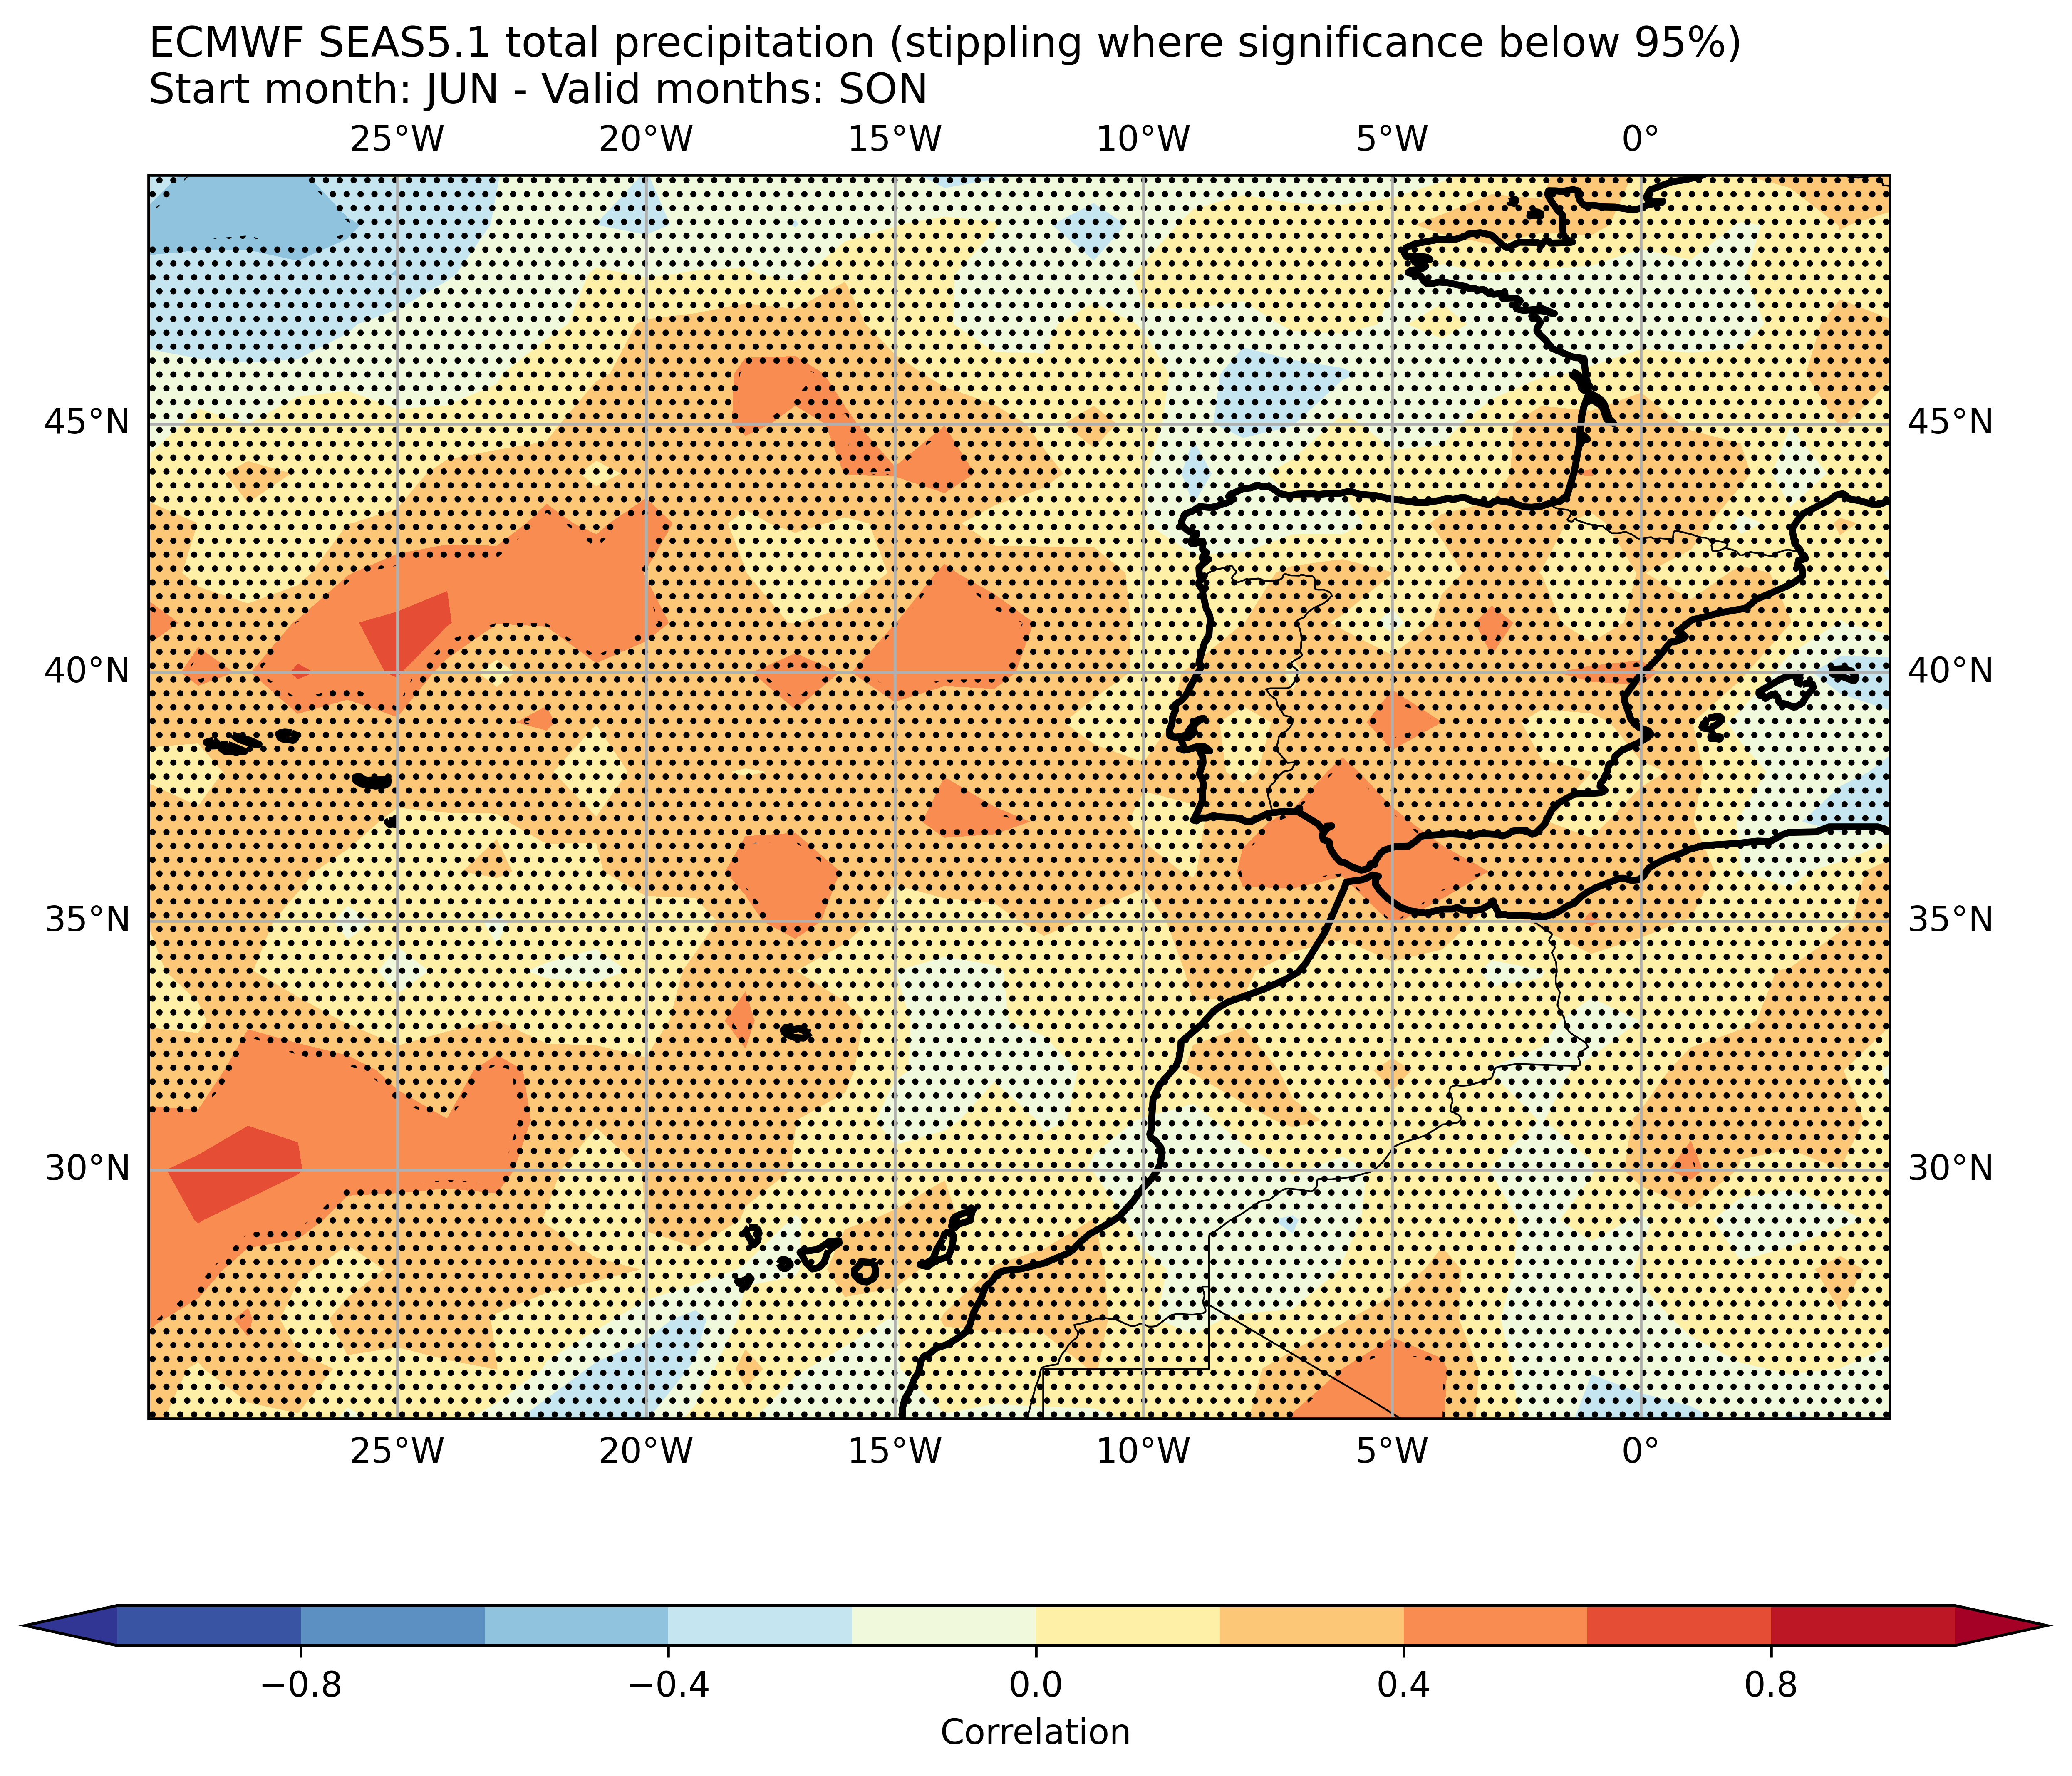 ECMWF SEAS5.1 total precipitation (stippling where significance below 95%)
Start month: JUN - Valid months: SON
25°W 20°W 15°W 10°W 5°W 0°
45°N 45°N
40°N 40°N
35°N 35°N
30°N 30°N
25°W 20°W 15°W 10°W 5°W 0°
−0.8 −0.4 0.0 0.4 0.8
Correlation